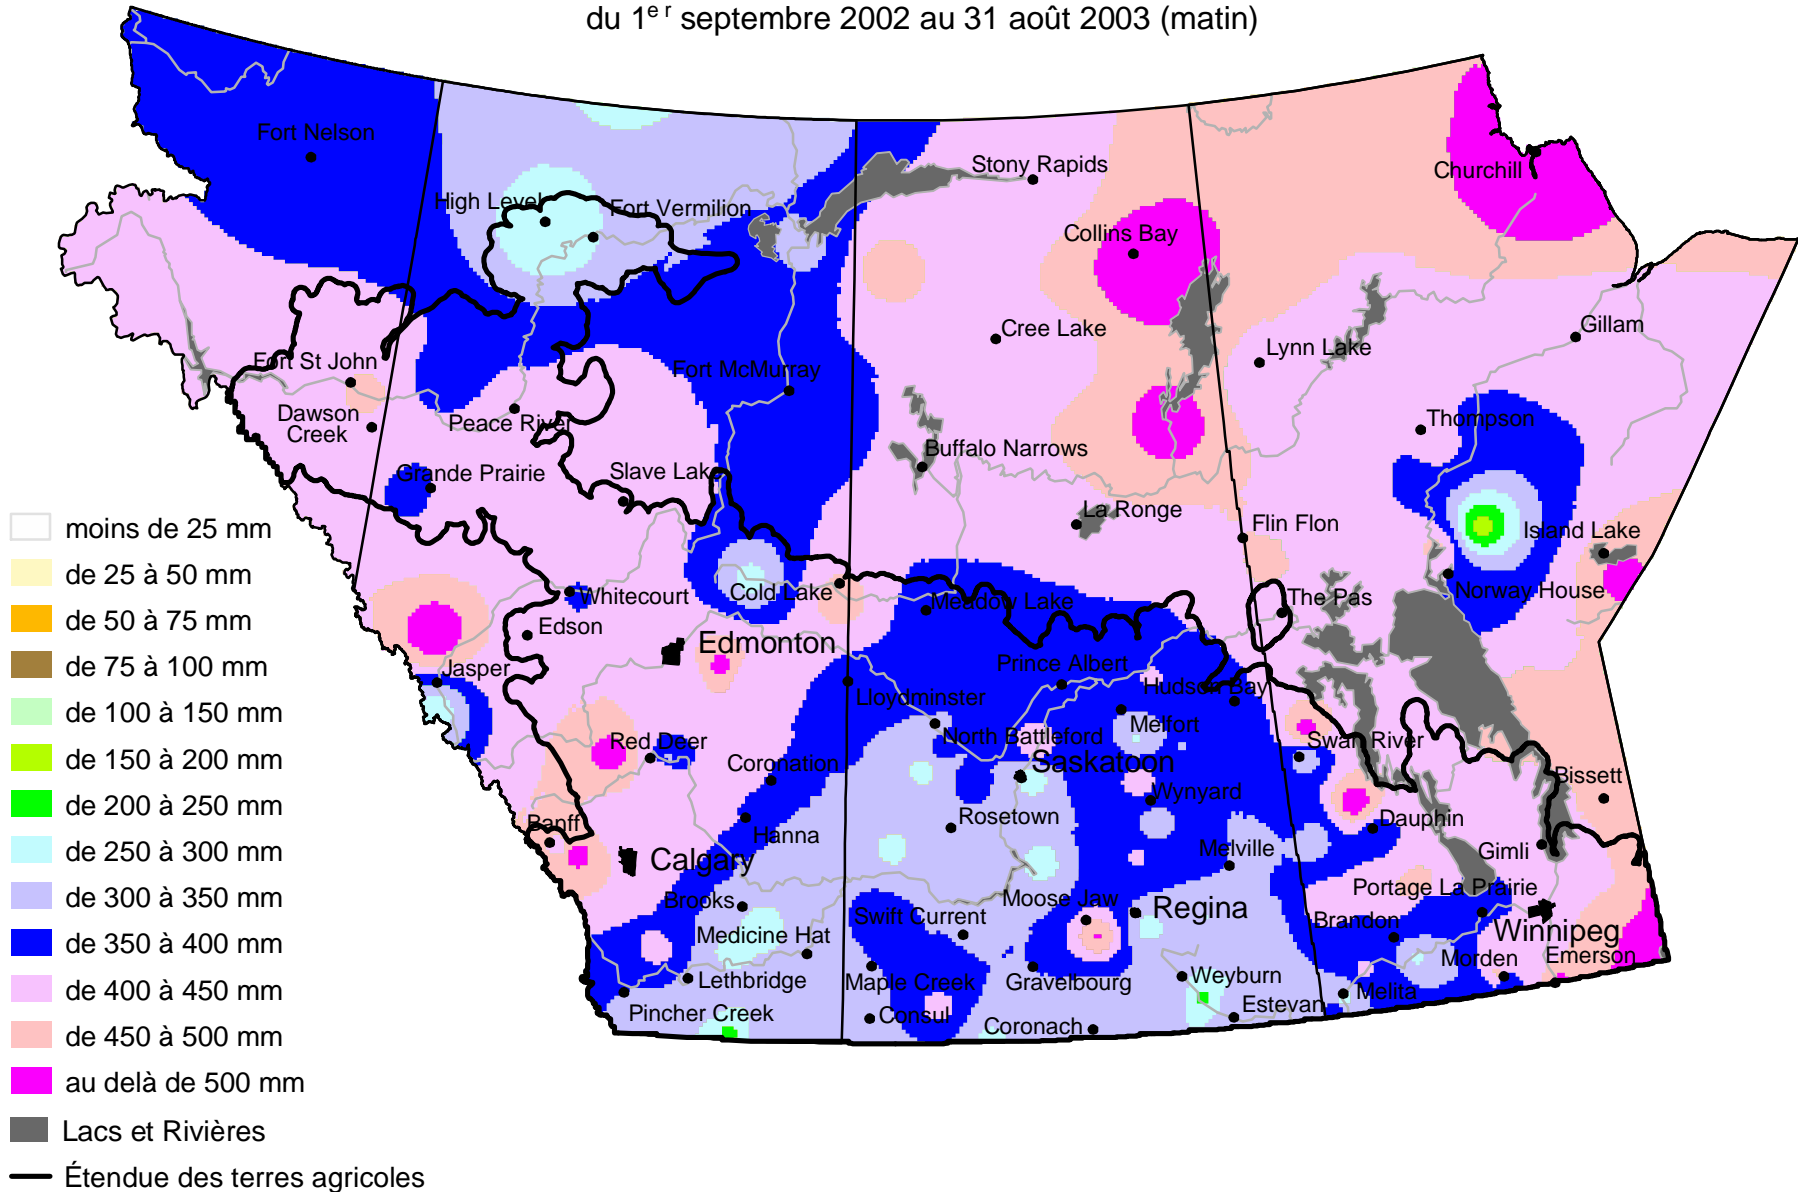 du 1er septembre 2002 au 31 août 2003 (matin)
Fort Nelson
High Level
Fort Vermilion
Stony Rapids
Churchill
Collins Bay
Cree Lake
Gillam
Lynn Lake
Fort St John
Fort McMurray
Dawson
Creek
Peace River
Thompson
Buffalo Narrows
Grande Prairie
Slave Lake
La Ronge
Flin Flon
Island Lake
Whitecourt
Cold Lake
Meadow Lake
The Pas
Norway House
Edson
Edmonton
Jasper
Prince Albert
Hudson Bay
Lloydminster
Melfort
Red Deer
North Battleford
Swan River
Coronation
Saskatoon
Bissett
Wynyard
Banff
Hanna
Rosetown
Dauphin
Calgary
Melville
Gimli
Brooks
Portage La Prairie
Swift Current
Moose Jaw
Regina
Brandon
Winnipeg
Medicine Hat
Morden
Emerson
Lethbridge
Maple Creek
Gravelbourg
Weyburn
Melita
Pincher Creek
Consul
Coronach
Estevan
moins de 25 mm
de 25 à 50 mm
de 50 à 75 mm
de 75 à 100 mm
de 100 à 150 mm
de 150 à 200 mm
de 200 à 250 mm
de 250 à 300 mm
de 300 à 350 mm
de 350 à 400 mm
de 400 à 450 mm
de 450 à 500 mm
au delà de 500 mm
Lacs et Rivières
Étendue des terres agricoles